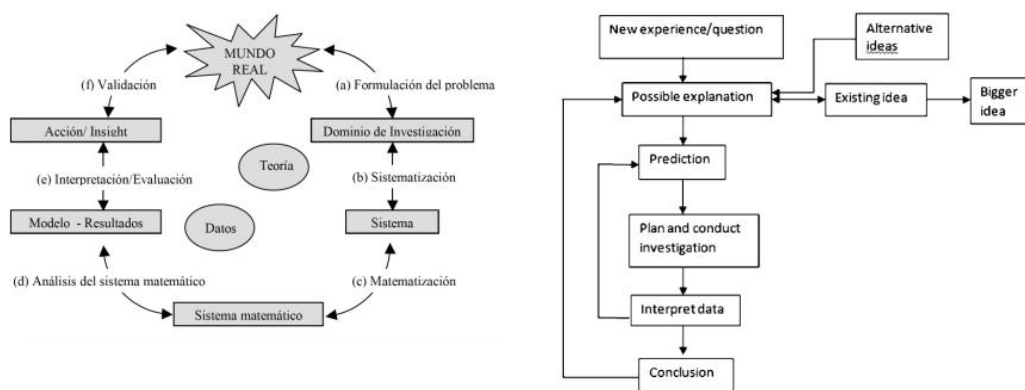 MUNDO
REAL
(f) Validación
(a) Formulación del problema
Acción/ Insight
Dominio de Investigación
Teoría
(e) Interpretación/Evaluación
(b) Sistematización
Modelo - Resultados
Datos
Sistema
(d) Análisis del sistema matemático
(c) Matematización
Sistema matemático
New experience/question
Alternative
ideas
Possible explanation
Existing idea
Bigger
idea
Prediction
Plan and conduct
investigation
Interpret data
Conclusion